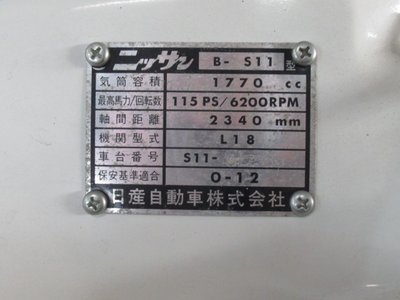 ニッサン B- S11 型
気筒容積 1770 cc
最高馬力/回転数 115PS/6200RPM
軸間距離 2340 mm
機関型式 L18
車台番号 S11-
保安基準適合 0-12
日産自動車株式会社